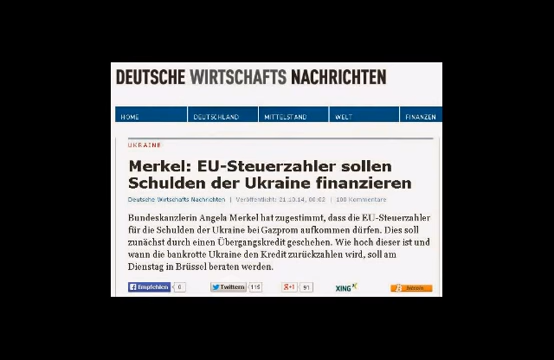 DEUTSCHE WIRTSCHAFTS NACHRICHTEN
HOME DEUTSCHLAND MITTELSTAND WELT FINANZEN
UKRAINE
Merkel: EU-Steuerzahler sollen
Schulden der Ukraine finanzieren
Deutsche Wirtschafts Nachrichten | Veröffentlicht: 21.10.14, 00:02 | 100 Kommentare
Bundeskanzlerin Angela Merkel hat zugestimmt, dass die EU-Steuerzahler
für die Schulden der Ukraine bei Gazprom aufkommen dürfen. Dies soll
zunächst durch einen Übergangskredit geschehen. Wie hoch dieser ist und
wann die bankrotte Ukraine den Kredit zurückzahlen wird, soll am
Dienstag in Brüssel beraten werden.
Empfehlen 0 Twittern 115 +1 91 XING